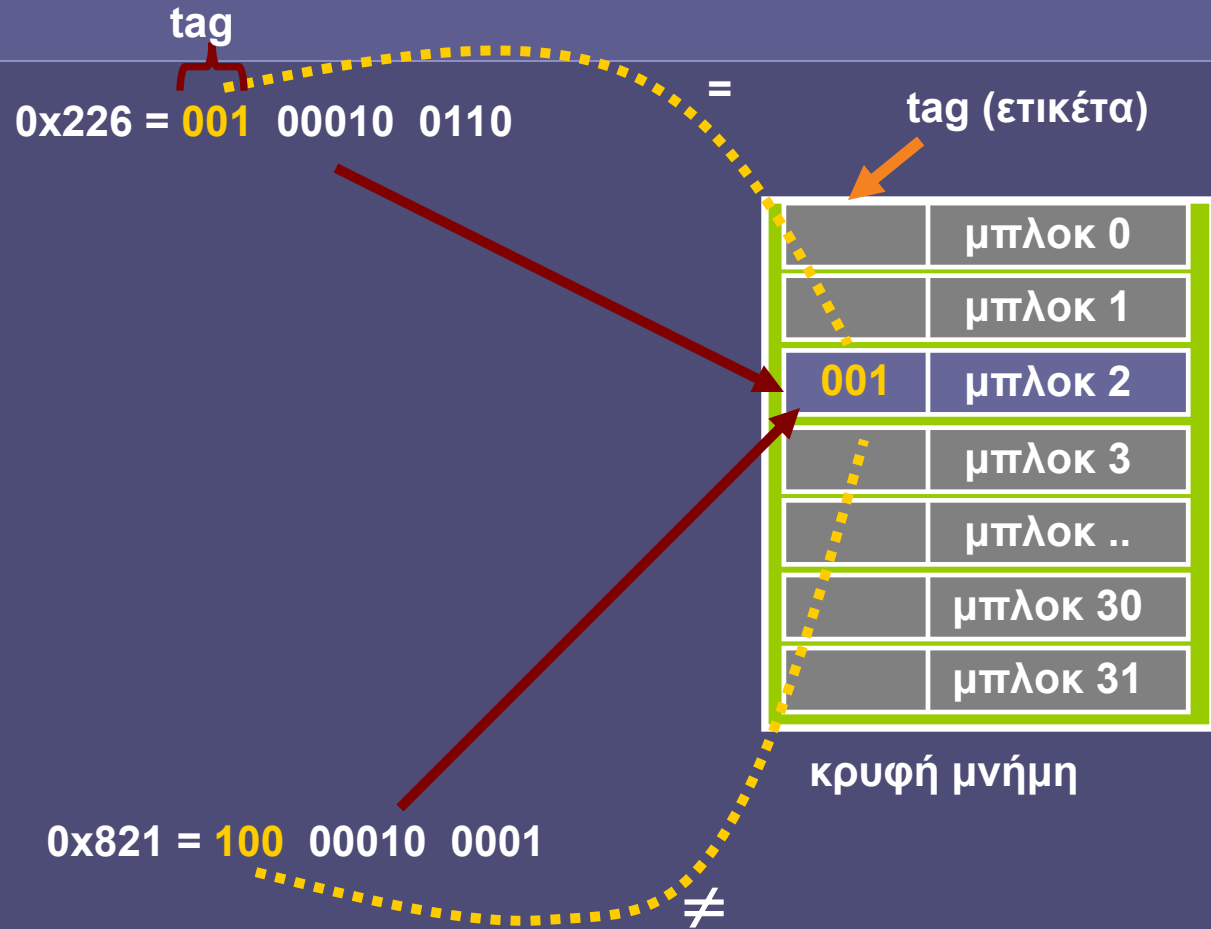 tag
=
0x226 = 001 00010 0110
tag (ετικέτα)
μπλοκ 0
μπλοκ 1
001 μπλοκ 2
μπλοκ 3
μπλοκ ..
μπλοκ 30
μπλοκ 31
κρυφή μνήμη
0x821 = 100 00010 0001
≠